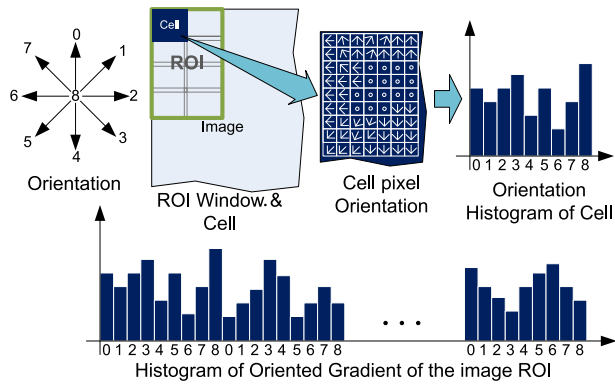 0
7 1
6 8 2
5 3
4
Orientation
Cell
ROI
Image
ROI Window. &
Cell
Cell pixel
Orientation
0 1 2 3 4 5 6 7 8
Orientation
Histogram of Cell
0 1 2 3 4 5 6 7 8 0 1 2 3 4 5 6 7 8
• • •
0 1 2 3 4 5 6 7 8
Histogram of Oriented Gradient of the image ROI